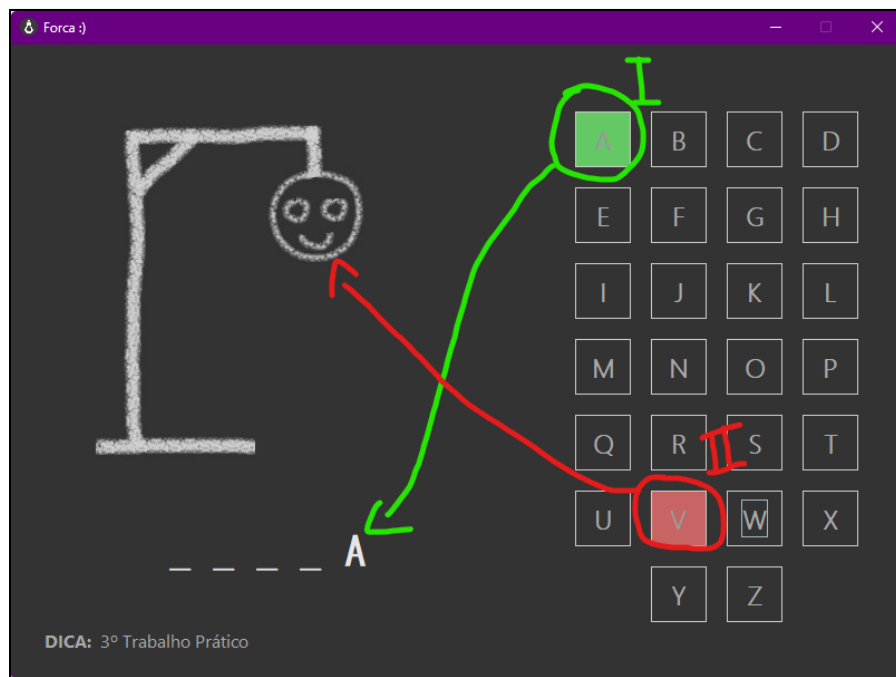 Forca :)
I
A B C D
E F G H
I J K L
M N O P
Q R II S T
U V W X
_ _ _ _ A
Y Z
DICA: 3º Trabalho Prático